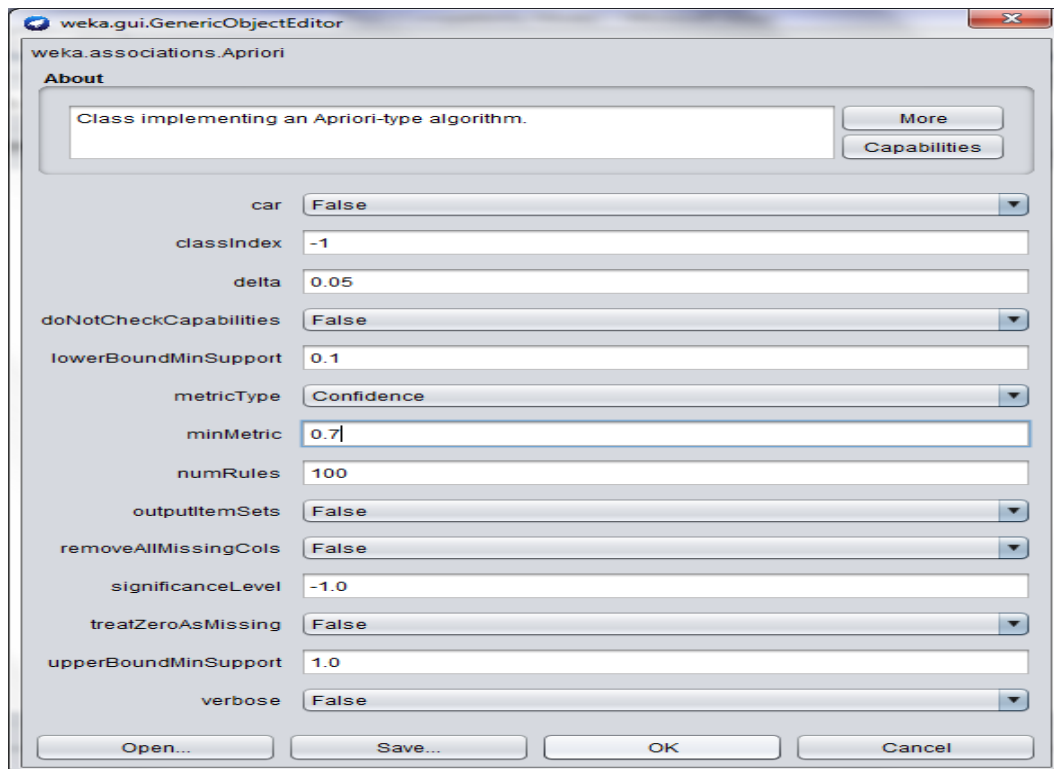 weka.gui.GenericObjectEditor
weka.associations.Apriori
About
Class implementing an Apriori-type algorithm.
More
Capabilities
car False
classIndex -1
delta 0.05
doNotCheckCapabilities False
lowerBoundMinSupport 0.1
metricType Confidence
minMetric 0.7
numRules 100
outputItemSets False
removeAllMissingCols False
significanceLevel -1.0
treatZeroAsMissing False
upperBoundMinSupport 1.0
verbose False
Open... Save... OK Cancel